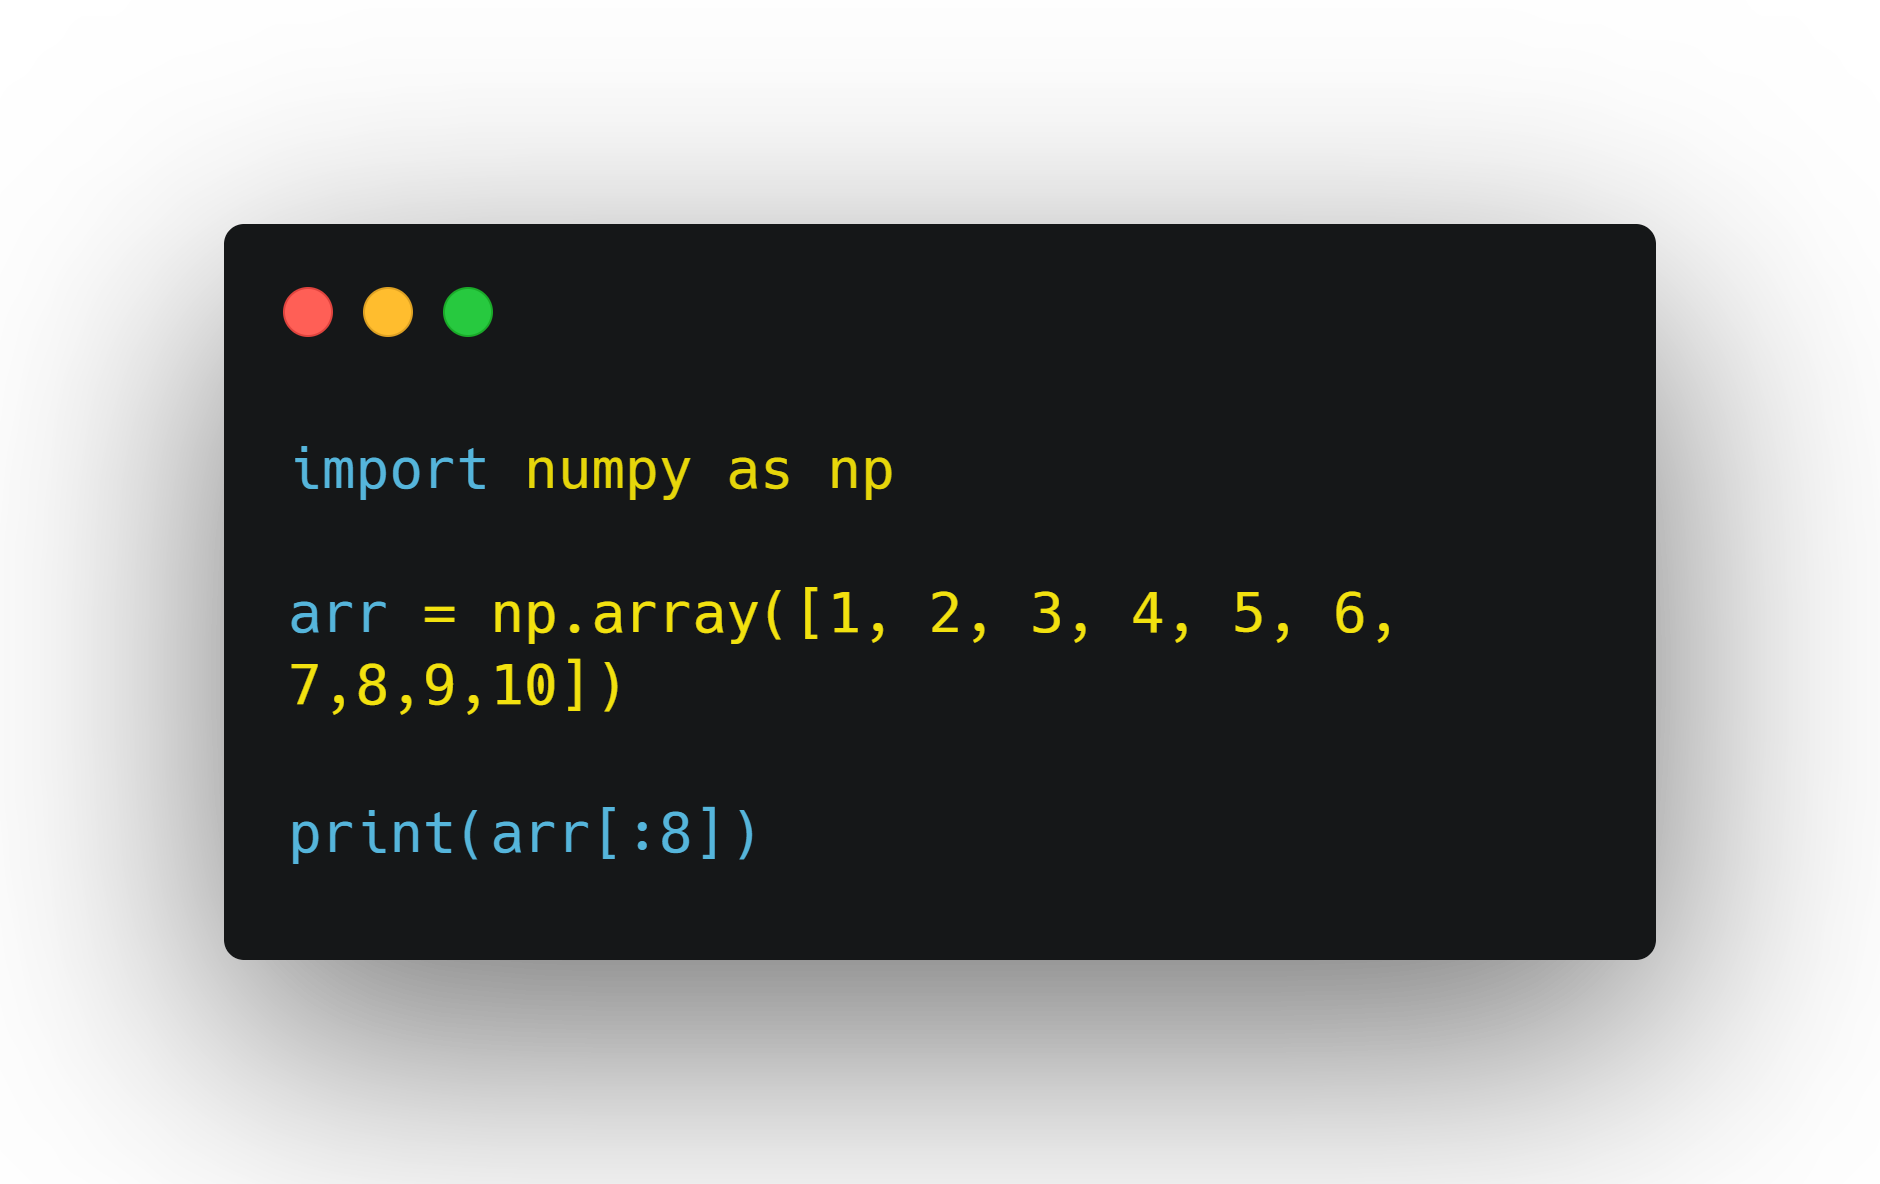 import numpy as np
arr = np.array([1, 2, 3, 4, 5, 6,
7,8,9,10])
print(arr[:8])